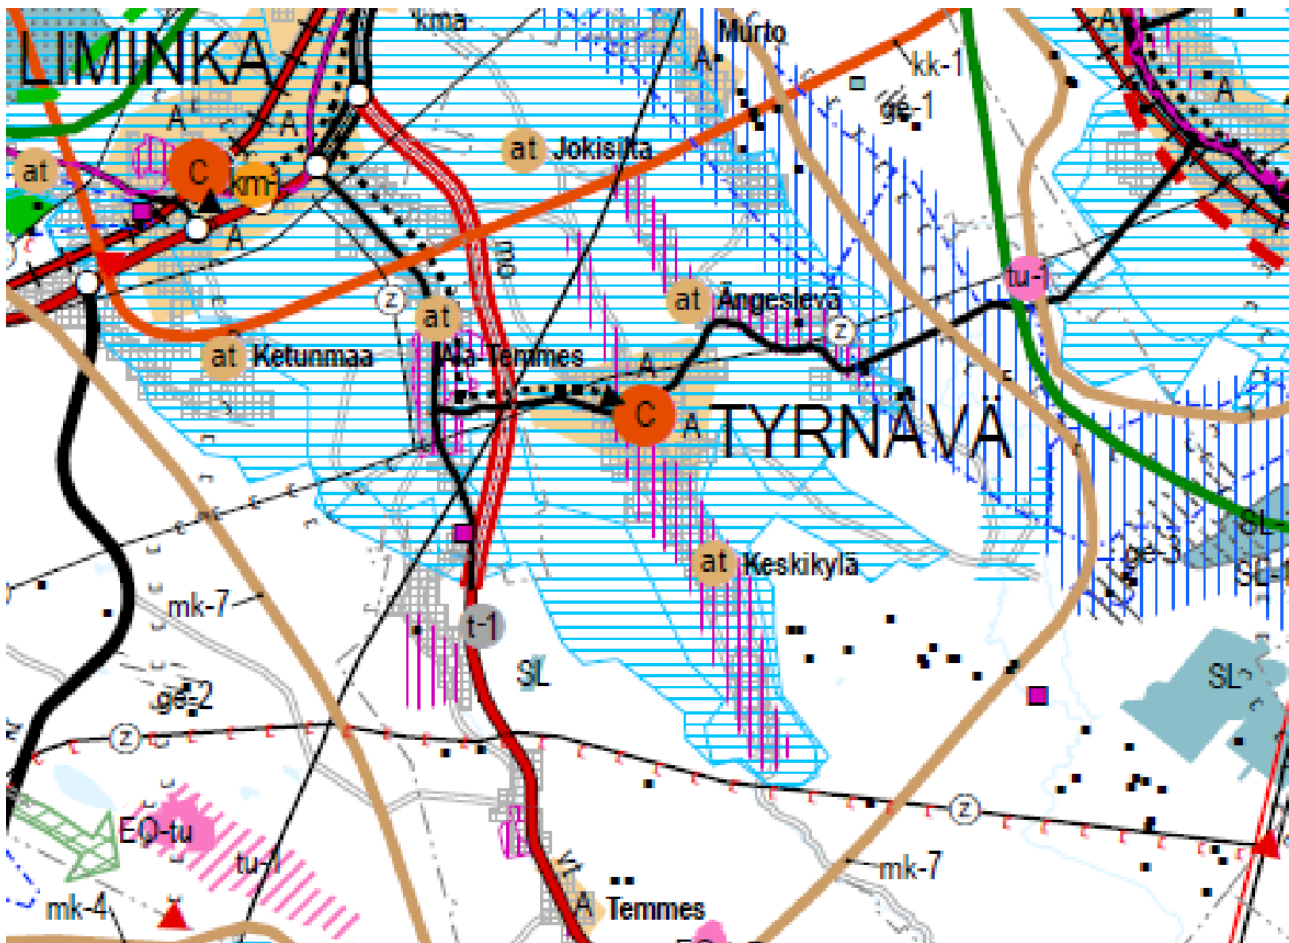 kma
Murto
A
LIMINKA
A
kk-1
A
ge-1
A
A
at
Jokisilta
at
C
km-1
A
mo
tu-1
z
at
Ängeslevä
at
z
at
Ketunmaa
Ala-Temmes
A
C
A
TYRNÄVÄ
SL
ge-3
at
Keskikylä
mk-7
t-1
SL
SL
ge-2
z
z
EO-tu
tu-1
vt
mk-7
mk-4
A
Temmes